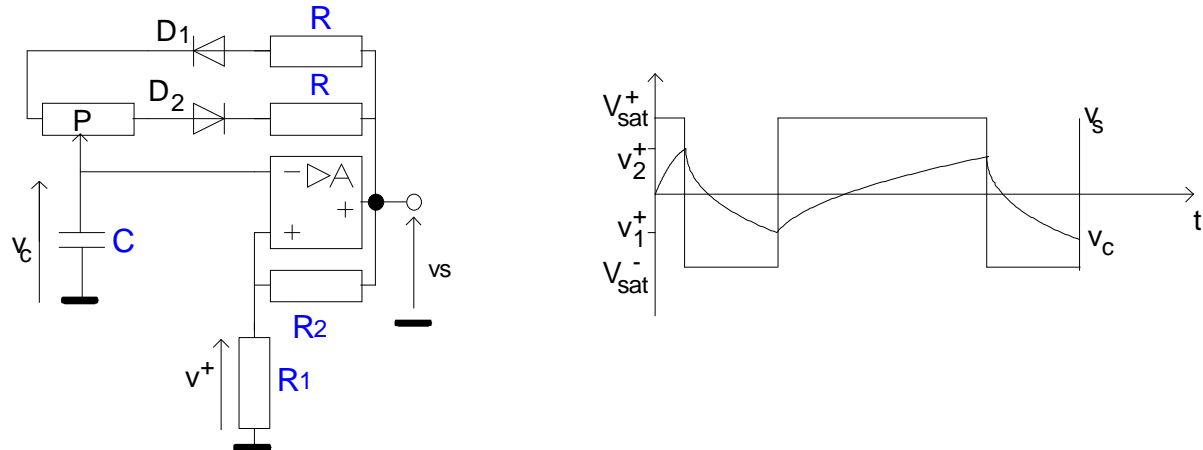 D1
R
D2
R
P
- ▷A
+
+
vc
C
vs
R2
v+
R1
V+sat
v+2
v+1
V-sat
vs
t
vc